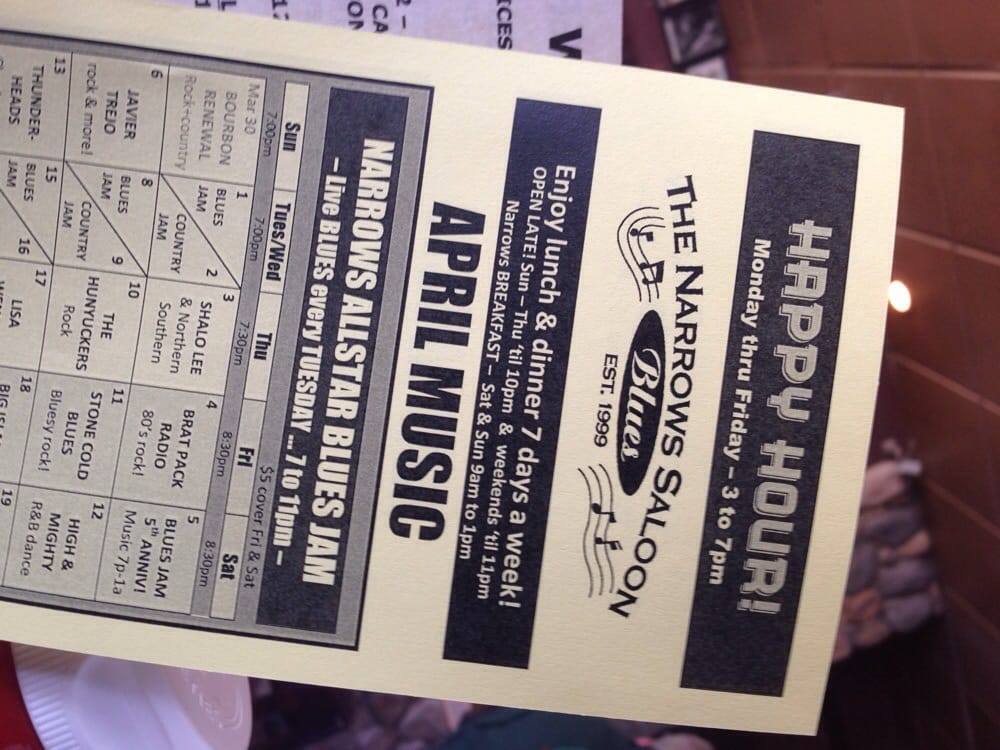 HAPPY HOUR!
Monday thru Friday – 3 to 7pm
THE NARROWS SALOON
Blues
EST. 1999
Enjoy lunch & dinner 7 days a week!
OPEN LATE! Sun – Thu 'til 10pm & weekends 'til 11pm
Narrows BREAKFAST – Sat & Sun 9am to 1pm
APRIL MUSIC
NARROWS ALLSTAR BLUES JAM
– Live BLUES every TUESDAY ...7 to 11pm –
$5 cover Fri & Sat
Sun Tues/Wed Thu Fri Sat
7:00pm 7:00pm 7:30pm 8:30pm 8:30pm
Mar 30
BOURBON
RENEWAL
Rock+country
1
BLUES
JAM
2
COUNTRY
JAM
3
SHALO LEE
& Northern
Southern
4
BRAT PACK
RADIO
80's rock!
5
BLUES JAM
5th ANNIV!
Music 7p-1a
6
JAVIER
TREJO
rock & more!
8
BLUES
JAM
9
COUNTRY
JAM
10
THE
HUNYUCKERS
Rock
11
STONE COLD
BLUES
Bluesy rock!
12
HIGH &
MIGHTY
R&B dance
13
THUNDER-
HEADS
15
BLUES
JAM
16
17
LISA
18
19